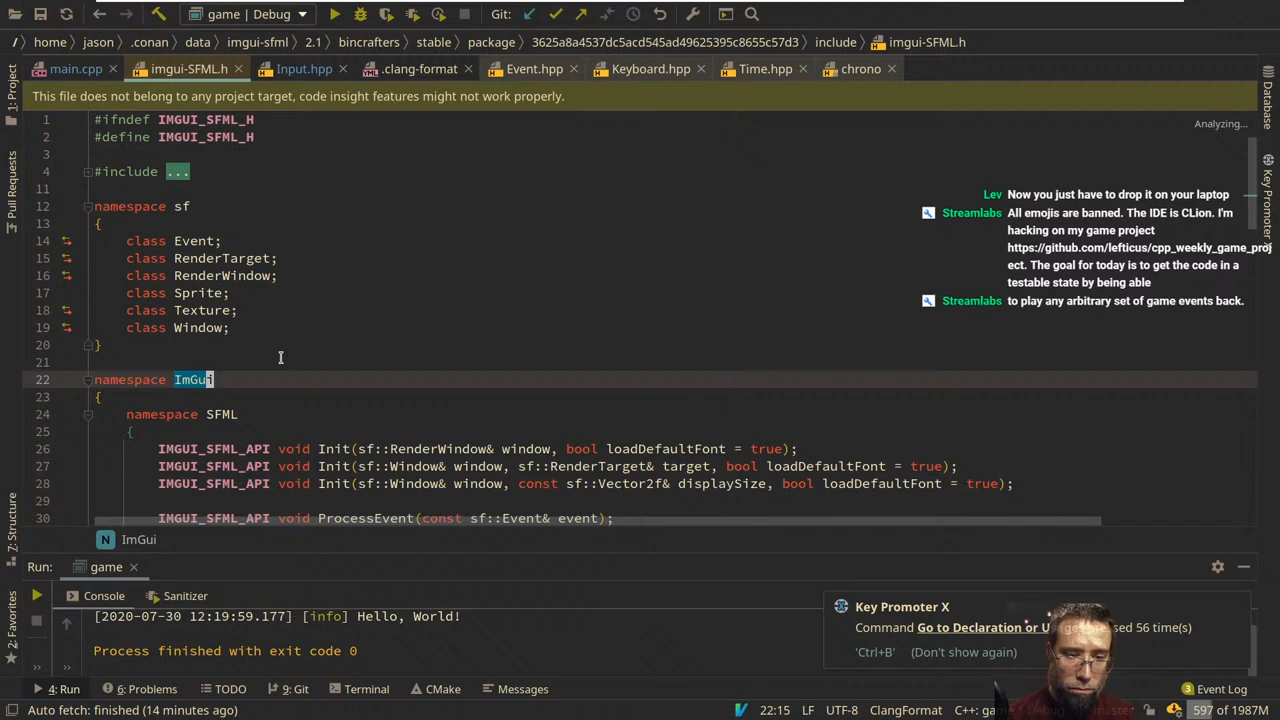 game | Debug
Git:
/ home jason .conan data imgui-sfml 2.1 bincrafters stable package 3625a8a4537dc5acd545ad49625395c8655c57d3 include imgui-SFML.h
main.cpp imgui-SFML.h Input.hpp .clang-format Event.hpp Keyboard.hpp Time.hpp chrono
This file does not belong to any project target, code insight features might not work properly.
1 #ifndef IMGUI_SFML_H
2 #define IMGUI_SFML_H
3
4 #include ...
11
12 namespace sf
13 {
14 class Event;
15 class RenderTarget;
16 class RenderWindow;
17 class Sprite;
18 class Texture;
19 class Window;
20 }
21
22 namespace ImGui
23 {
24 namespace SFML
25 {
26 IMGUI_SFML_API void Init(sf::RenderWindow& window, bool loadDefaultFont = true);
27 IMGUI_SFML_API void Init(sf::Window& window, sf::RenderTarget& target, bool loadDefaultFont = true);
28 IMGUI_SFML_API void Init(sf::Window& window, const sf::Vector2f& displaySize, bool loadDefaultFont = true);
29
30 IMGUI_SFML_API void ProcessEvent(const sf::Event& event);
Analyzing...
Lev Now you just have to drop it on your laptop
Streamlabs All emojis are banned. The IDE is CLion. I'm
hacking on my game project
https://github.com/lefticus/cpp_weekly_game_proj
ect. The goal for today is to get the code in a
testable state by being able
Streamlabs to play any arbitrary set of game events back.
1: Project
Pull Requests
Z: Structure
2: Favorites
Database
Key Promoter
N ImGui
Run: game
Console Sanitizer
[2020-07-30 12:19:59.177] [info] Hello, World!
Process finished with exit code 0
Key Promoter X
Command Go to Declaration or 56 time(s)
'Ctrl+B' (Don't show again)
4: Run 6: Problems TODO 9: Git Terminal CMake Messages 3 Event Log
Auto fetch: finished (14 minutes ago) 22:15 LF UTF-8 ClangFormat C++: game 597 of 1987M